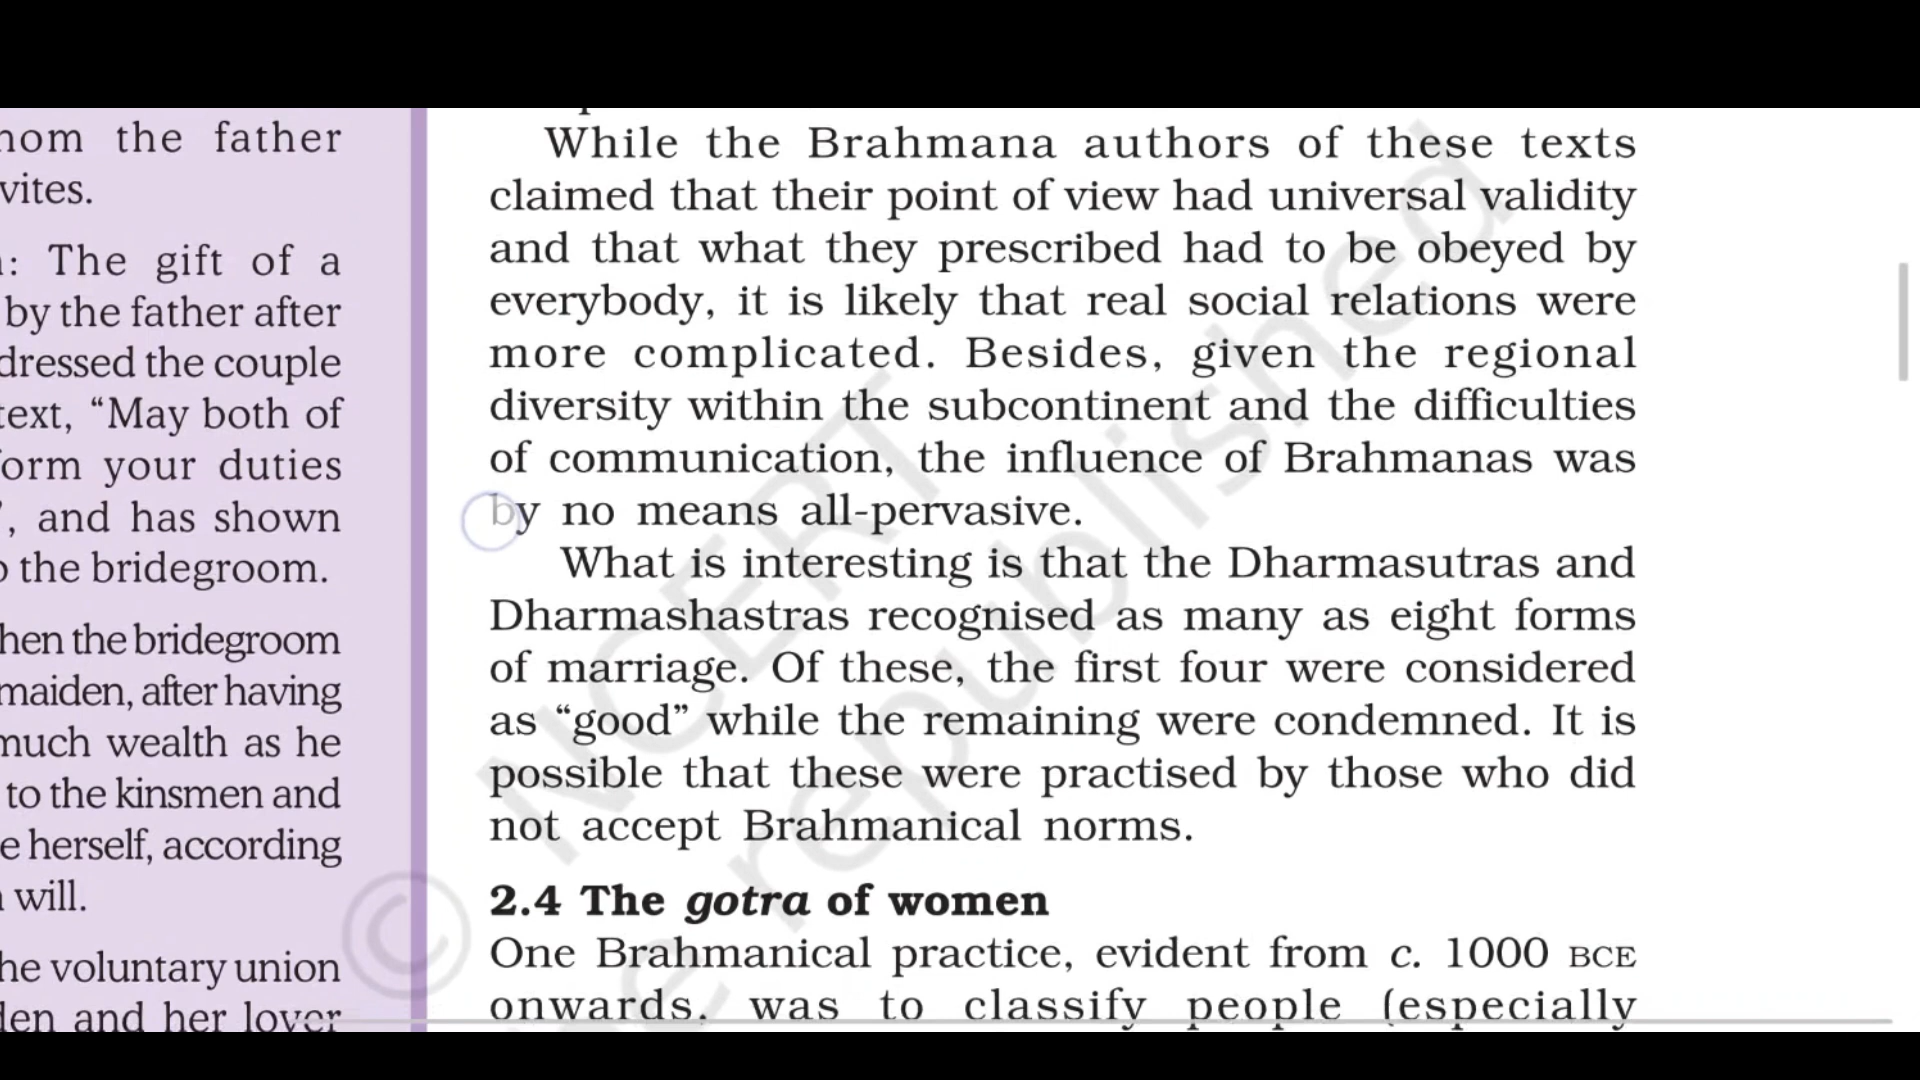 hom the father
vites.
: The gift of a
by the father after
dressed the couple
text, “May both of
form your duties
”, and has shown
o the bridegroom.
hen the bridegroom
maiden, after having
much wealth as he
to the kinsmen and
e herself, according
will.
he voluntary union
den and her lover
While the Brahmana authors of these texts
claimed that their point of view had universal validity
and that what they prescribed had to be obeyed by
everybody, it is likely that real social relations were
more complicated. Besides, given the regional
diversity within the subcontinent and the difficulties
of communication, the influence of Brahmanas was
by no means all-pervasive.
What is interesting is that the Dharmasutras and
Dharmashastras recognised as many as eight forms
of marriage. Of these, the first four were considered
as “good” while the remaining were condemned. It is
possible that these were practised by those who did
not accept Brahmanical norms.
2.4 The gotra of women
One Brahmanical practice, evident from c. 1000 BCE
onwards, was to classify people (especially
© NCERT
be republished